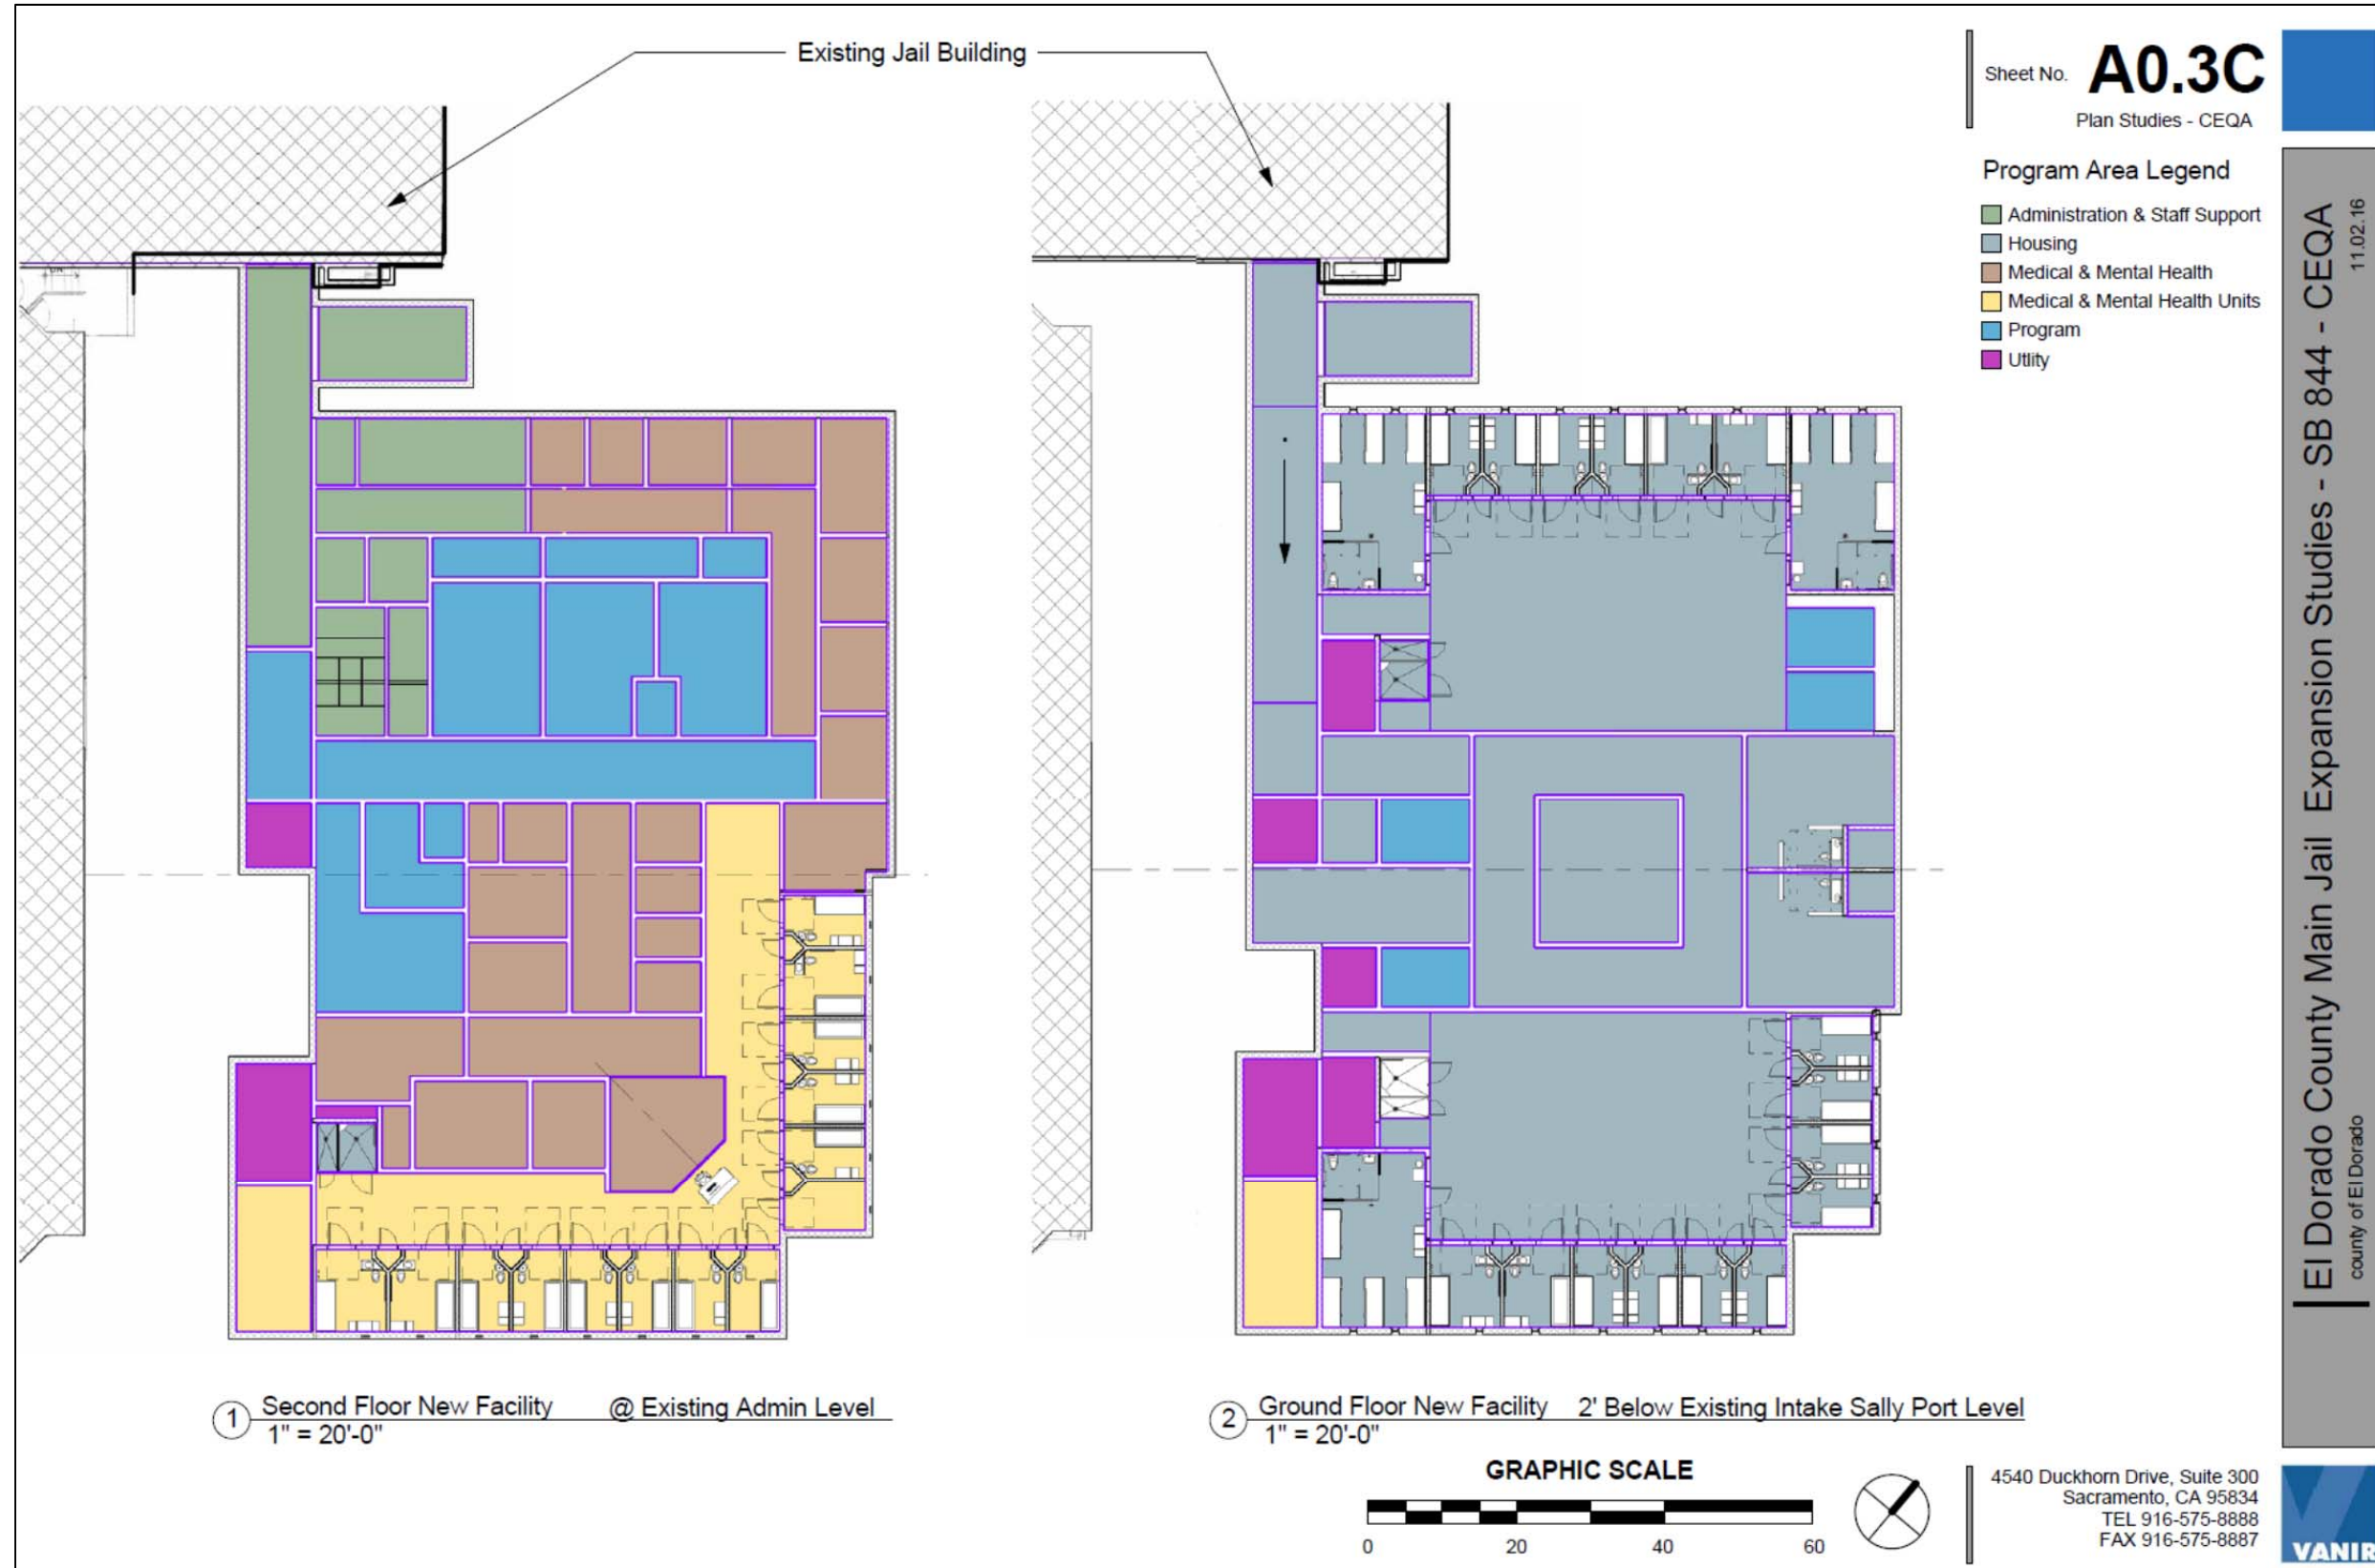 Existing Jail Building
Sheet No. A0.3C
Plan Studies - CEQA
Program Area Legend
Administration & Staff Support
Housing
Medical & Mental Health
Medical & Mental Health Units
Program
Utlity
El Dorado County Main Jail Expansion Studies - SB 844 - CEQA
11.02.16
county of El Dorado
1 Second Floor New Facility @ Existing Admin Level
1" = 20'-0"
2 Ground Floor New Facility 2' Below Existing Intake Sally Port Level
1" = 20'-0"
GRAPHIC SCALE
0 20 40 60
4540 Duckhorn Drive, Suite 300
Sacramento, CA 95834
TEL 916-575-8888
FAX 916-575-8887
VANIR